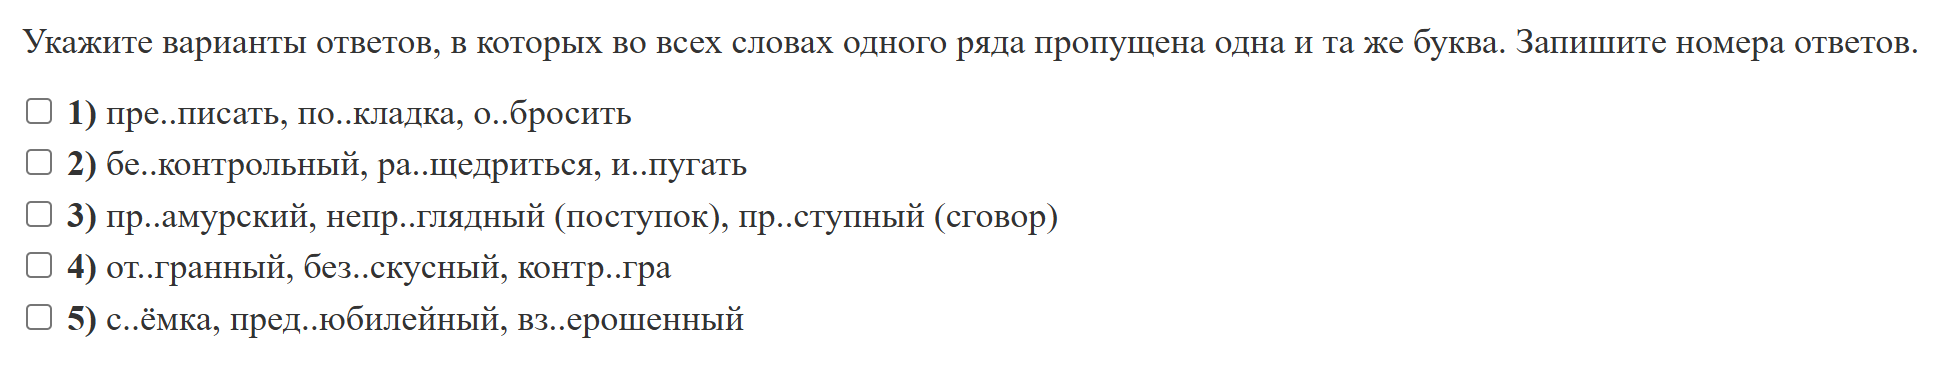 Укажите варианты ответов, в которых во всех словах одного ряда пропущена одна и та же буква. Запишите номера ответов.
1) пре..писать, по..кладка, о..бросить
2) бе..контрольный, ра..щедриться, и..пугать
3) пр..амурский, непр..глядный (поступок), пр..ступный (сговор)
4) от..гранный, без..скусный, контр..гра
5) с..ёмка, пред..юбилейный, вз..ерошенный